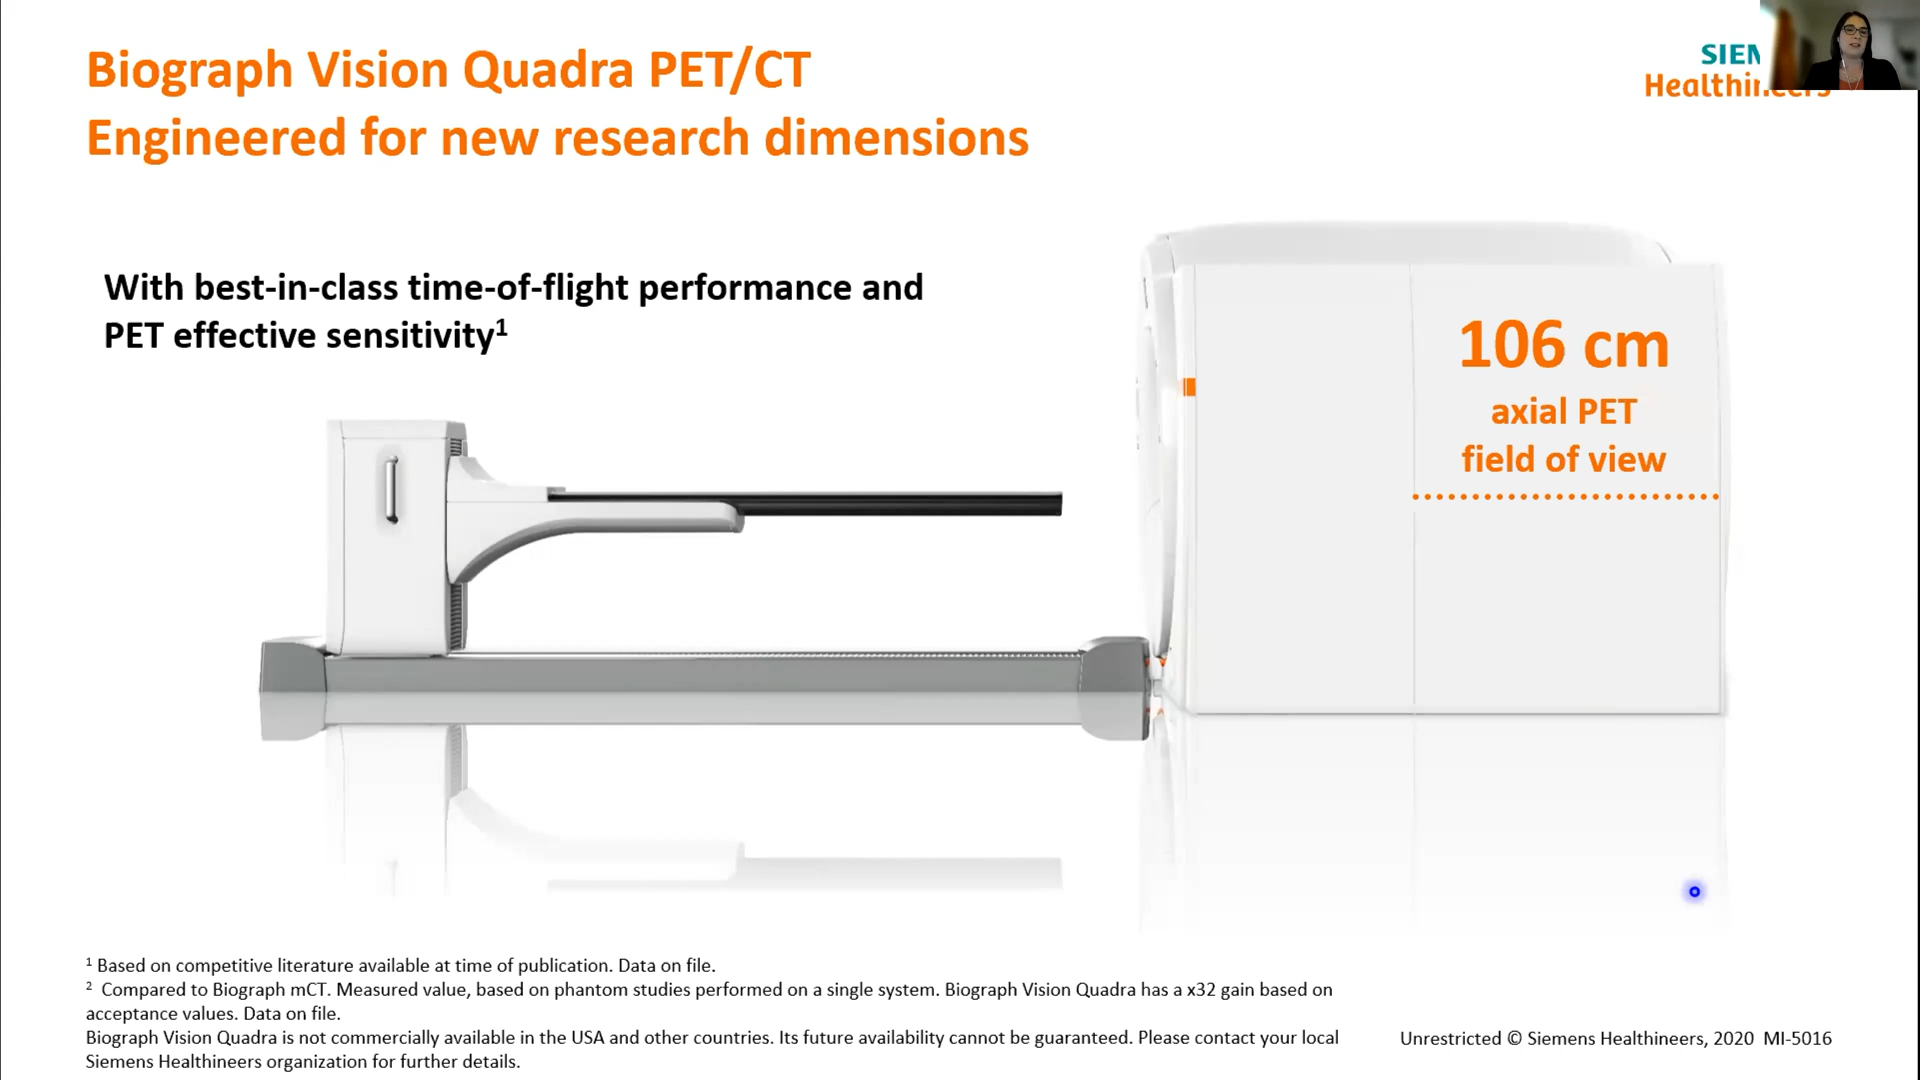 Biograph Vision Quadra PET/CT
Engineered for new research dimensions
With best-in-class time-of-flight performance and
PET effective sensitivity¹
106 cm
axial PET
field of view
¹ Based on competitive literature available at time of publication. Data on file.
² Compared to Biograph mCT. Measured value, based on phantom studies performed on a single system. Biograph Vision Quadra has a x32 gain based on
acceptance values. Data on file.
Biograph Vision Quadra is not commercially available in the USA and other countries. Its future availability cannot be guaranteed. Please contact your local
Siemens Healthineers organization for further details.
Unrestricted © Siemens Healthineers, 2020 MI-5016